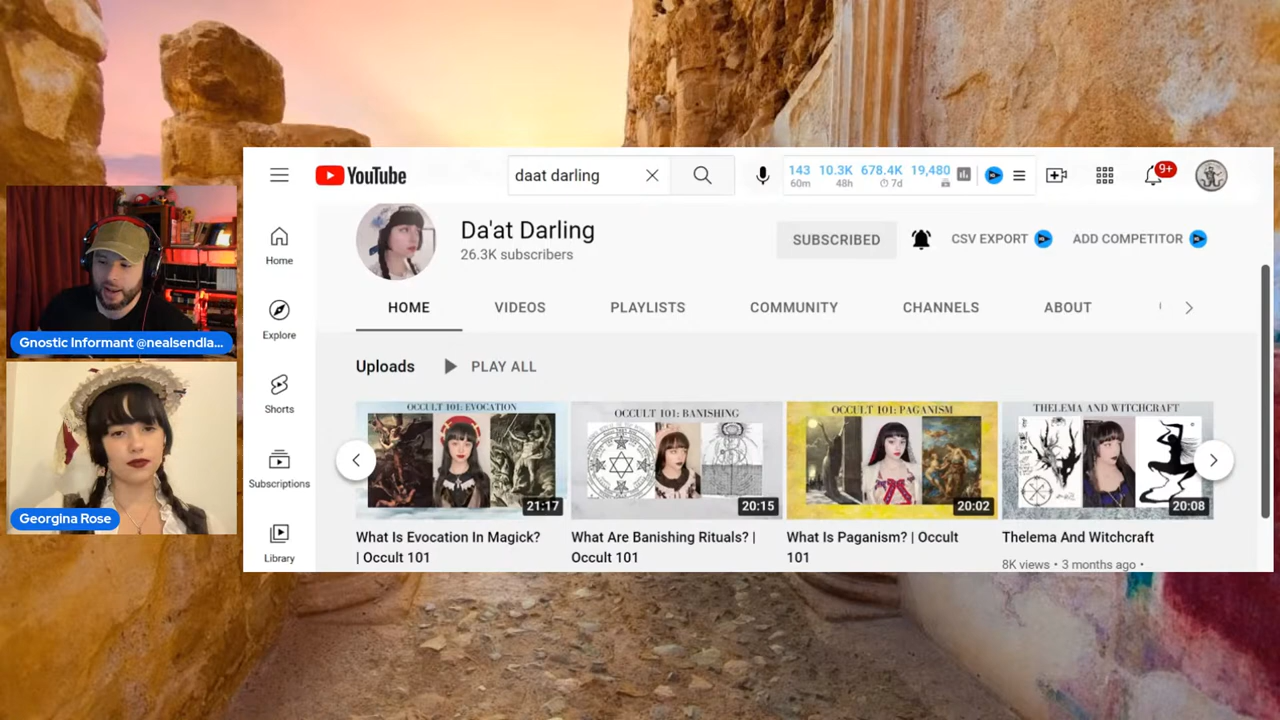 YouTube
daat darling
143 10.3K 678.4K 19,480
60m 48h 7d
9+
Home
Explore
Shorts
Subscriptions
Library
Da'at Darling
26.3K subscribers
SUBSCRIBED
CSV EXPORT
ADD COMPETITOR
HOME VIDEOS PLAYLISTS COMMUNITY CHANNELS ABOUT
Uploads PLAY ALL
OCCULT 101: EVOCATION
21:17
What Is Evocation In Magick?
| Occult 101
OCCULT 101: BANISHING
20:15
What Are Banishing Rituals? |
Occult 101
OCCULT 101: PAGANISM
20:02
What Is Paganism? | Occult
101
THELEMA AND WITCHCRAFT
20:08
Thelema And Witchcraft
8K views • 3 months ago •
Gnostic Informant @nealsendla...
Georgina Rose